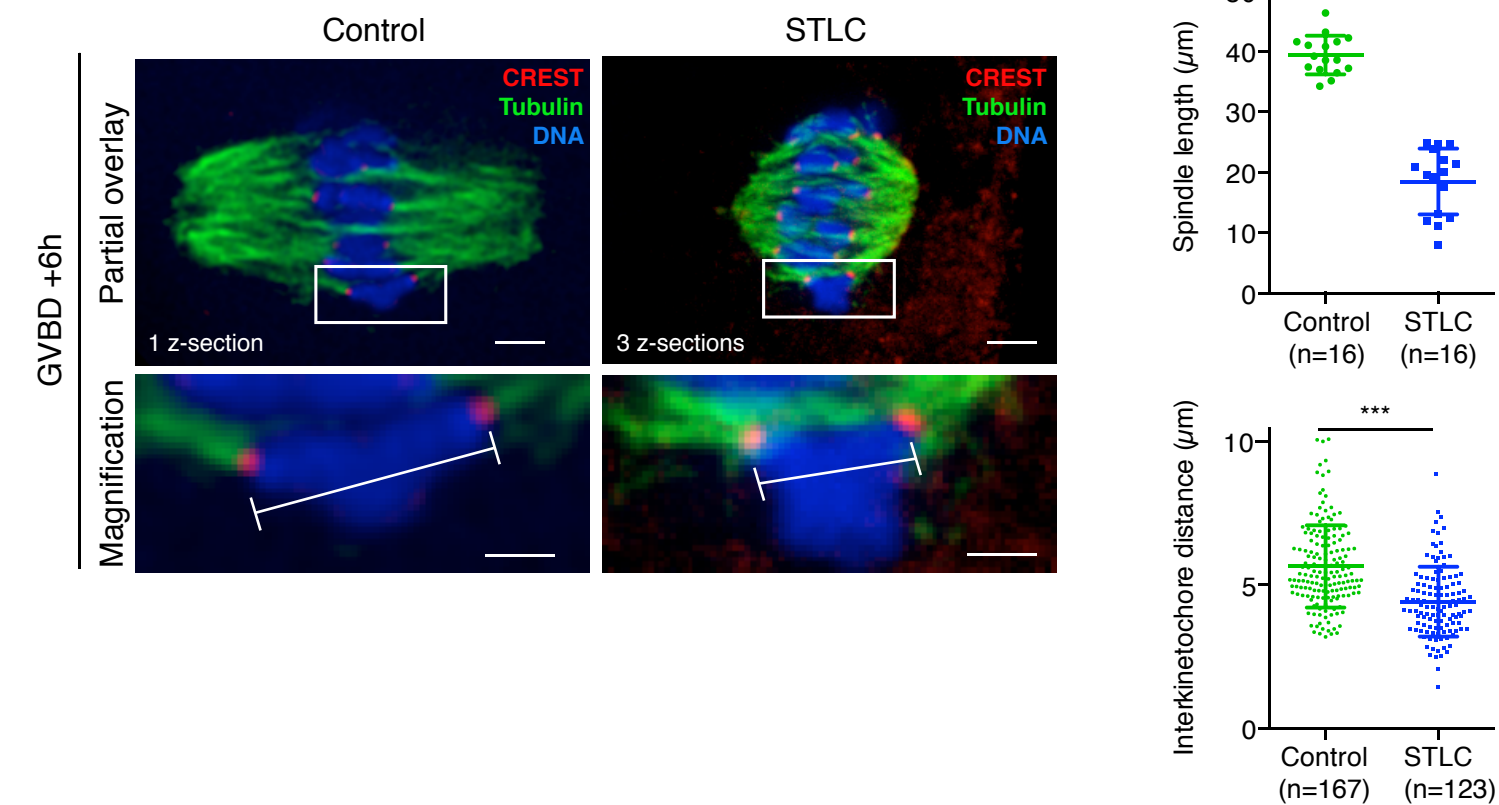 Control
STLC
GVBD +6h
Partial overlay
CREST
Tubulin
DNA
1 z-section
CREST
Tubulin
DNA
3 z-sections
Magnification
Spindle length (µm)
40
30
20
10
0
Control
(n=16)
STLC
(n=16)
Interkinetochore distance (µm)
***
10
5
0
Control
(n=167)
STLC
(n=123)